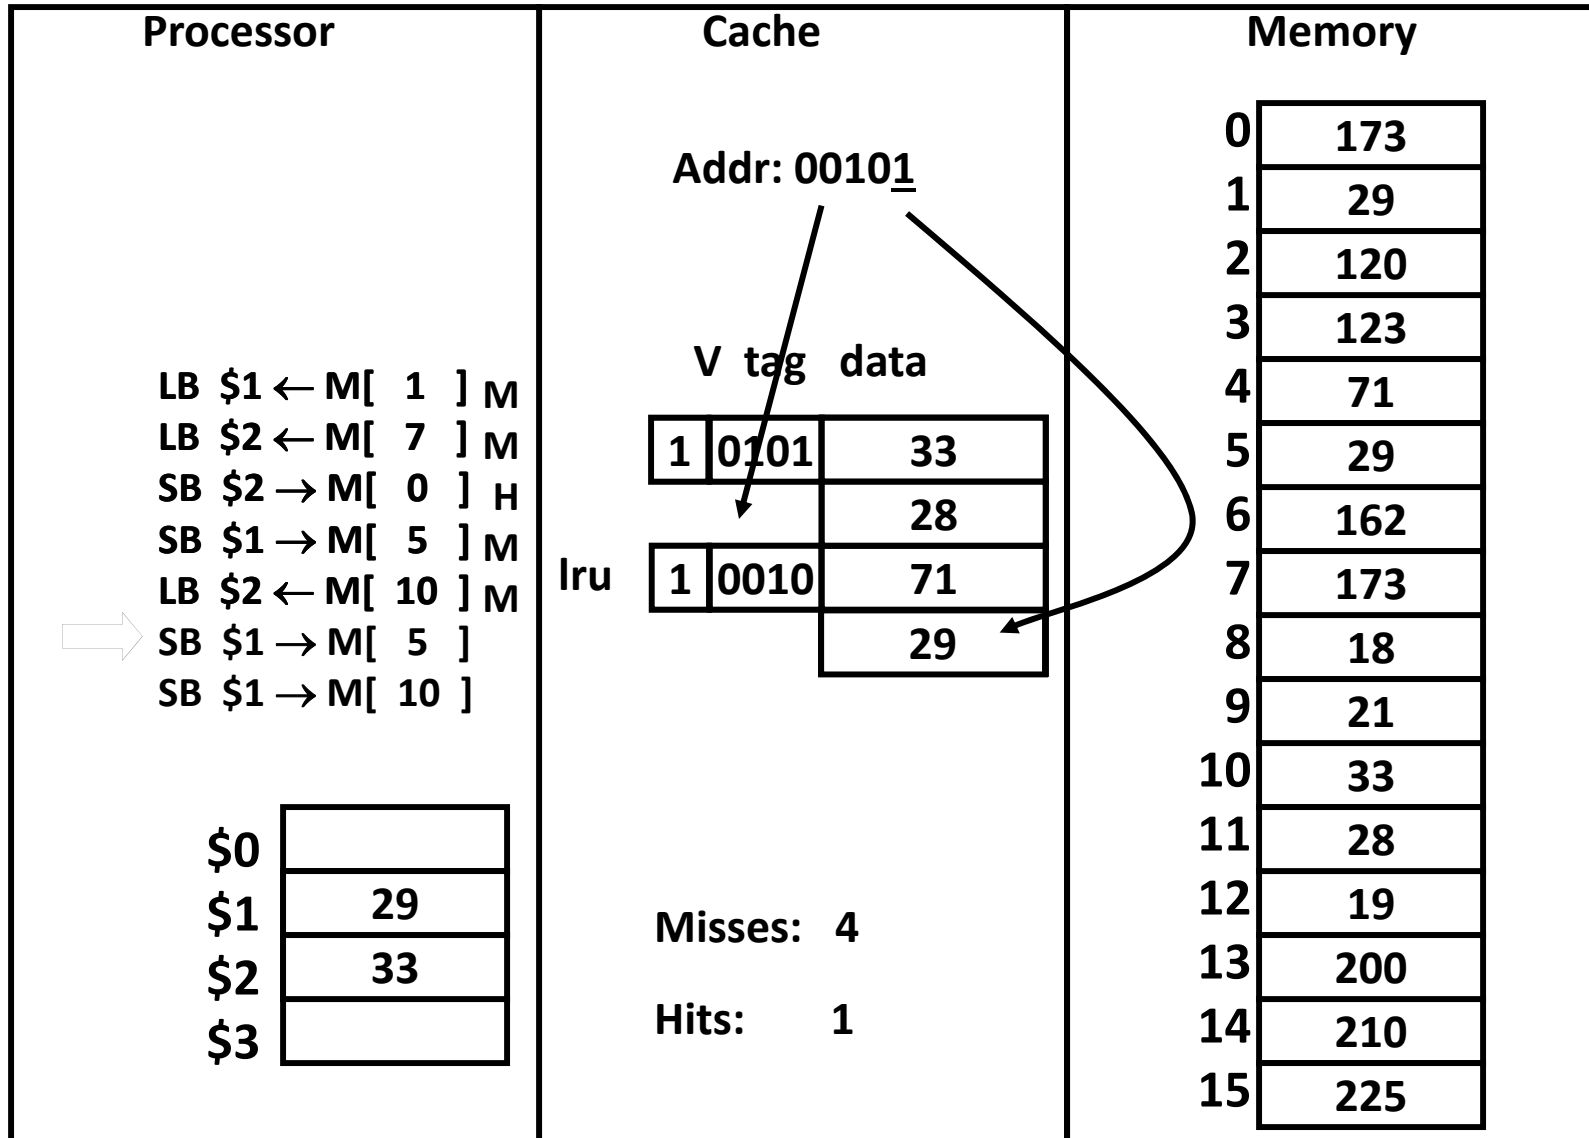 Processor
LB $1 ← M[ 1 ] M
LB $2 ← M[ 7 ] M
SB $2 → M[ 0 ] H
SB $1 → M[ 5 ] M
LB $2 ← M[ 10 ] M
SB $1 → M[ 5 ]
SB $1 → M[ 10 ]
$0
$1 29
$2 33
$3
Cache
Addr: 00101
V tag data
1 0101 33
28
lru 1 0010 71
29
Misses: 4
Hits: 1
Memory
0 173
1 29
2 120
3 123
4 71
5 29
6 162
7 173
8 18
9 21
10 33
11 28
12 19
13 200
14 210
15 225